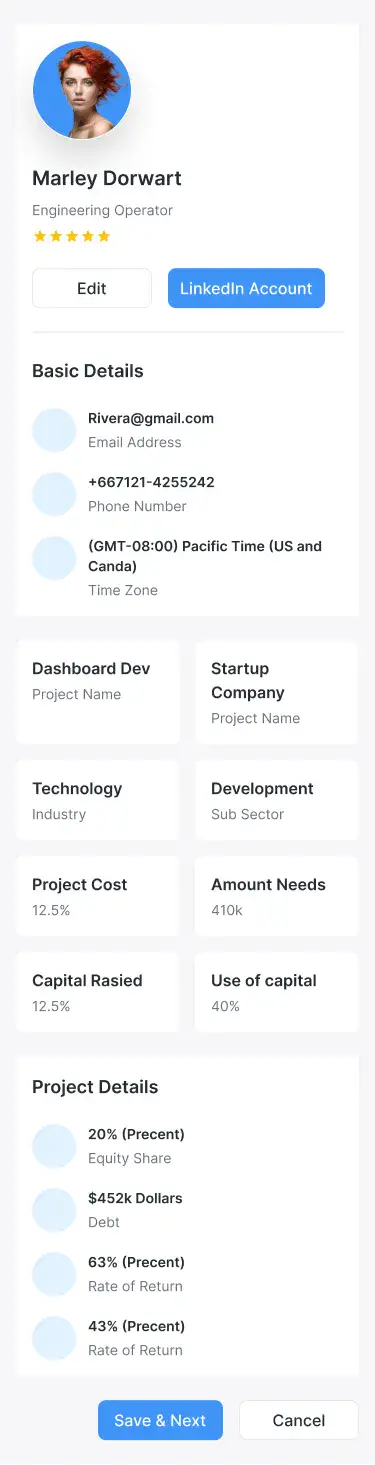 Marley Dorwart
Engineering Operator
Edit
LinkedIn Account
Basic Details
Rivera@gmail.com
Email Address
+667121-4255242
Phone Number
(GMT-08:00) Pacific Time (US and
Canda)
Time Zone
Dashboard Dev
Project Name
Startup
Company
Project Name
Technology
Industry
Development
Sub Sector
Project Cost
12.5%
Amount Needs
410k
Capital Rasied
12.5%
Use of capital
40%
Project Details
20% (Precent)
Equity Share
$452k Dollars
Debt
63% (Precent)
Rate of Return
43% (Precent)
Rate of Return
Save & Next
Cancel